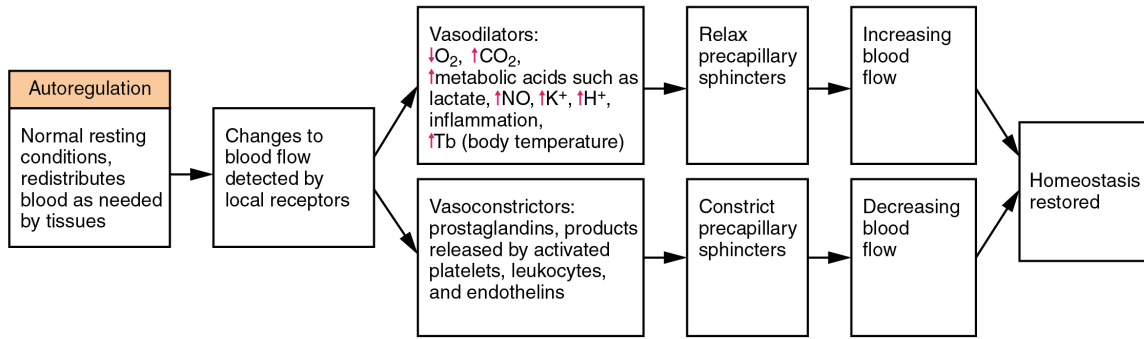 Autoregulation
Normal resting
conditions,
redistributes
blood as needed
by tissues
Changes to
blood flow
detected by
local receptors
Vasodilators:
↓O₂, ↑CO₂,
↑metabolic acids such as
lactate, ↑NO, ↑K⁺, ↑H⁺,
inflammation,
↑Tb (body temperature)
Relax
precapillary
sphincters
Increasing
blood
flow
Vasoconstrictors:
prostaglandins, products
released by activated
platelets, leukocytes,
and endothelins
Constrict
precapillary
sphincters
Decreasing
blood
flow
Homeostasis
restored